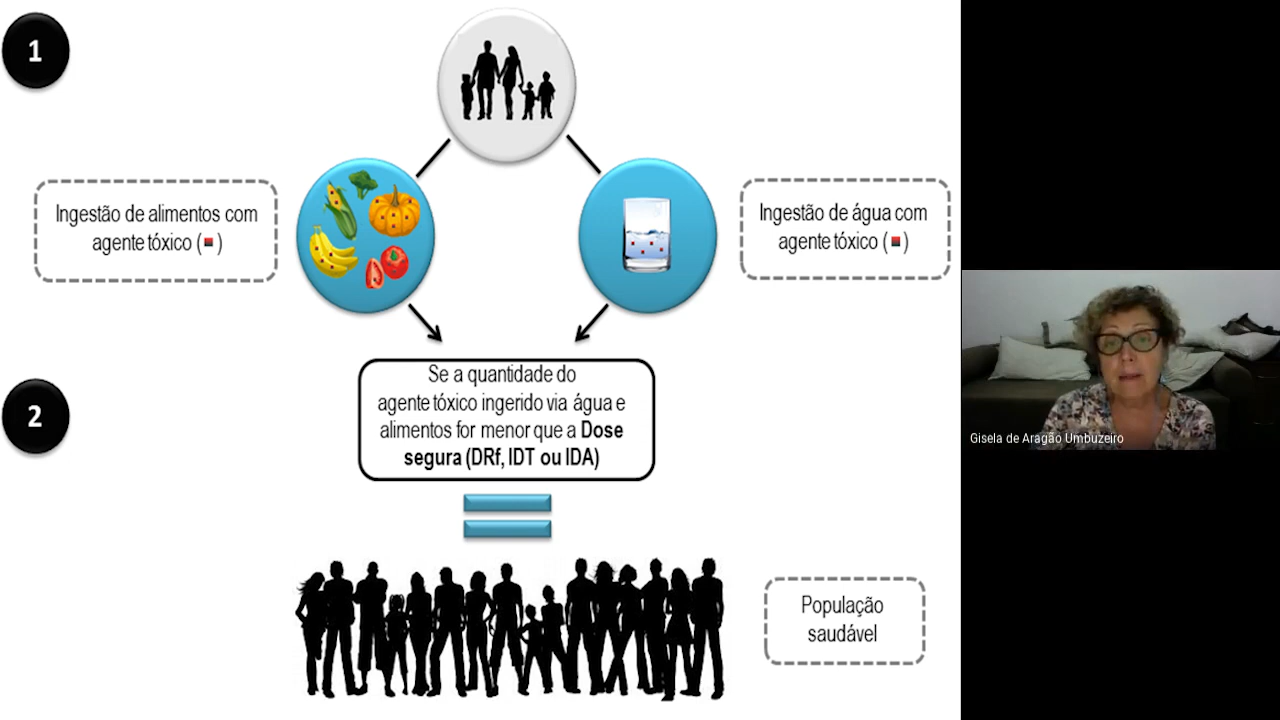 1
Ingestão de alimentos com
agente tóxico (▪)
Ingestão de água com
agente tóxico (▪)
2
Se a quantidade do
agente tóxico ingerido via água e
alimentos for menor que a Dose
segura (DRf, IDT ou IDA)
População
saudável
Gisela de Aragão Umbuzeiro